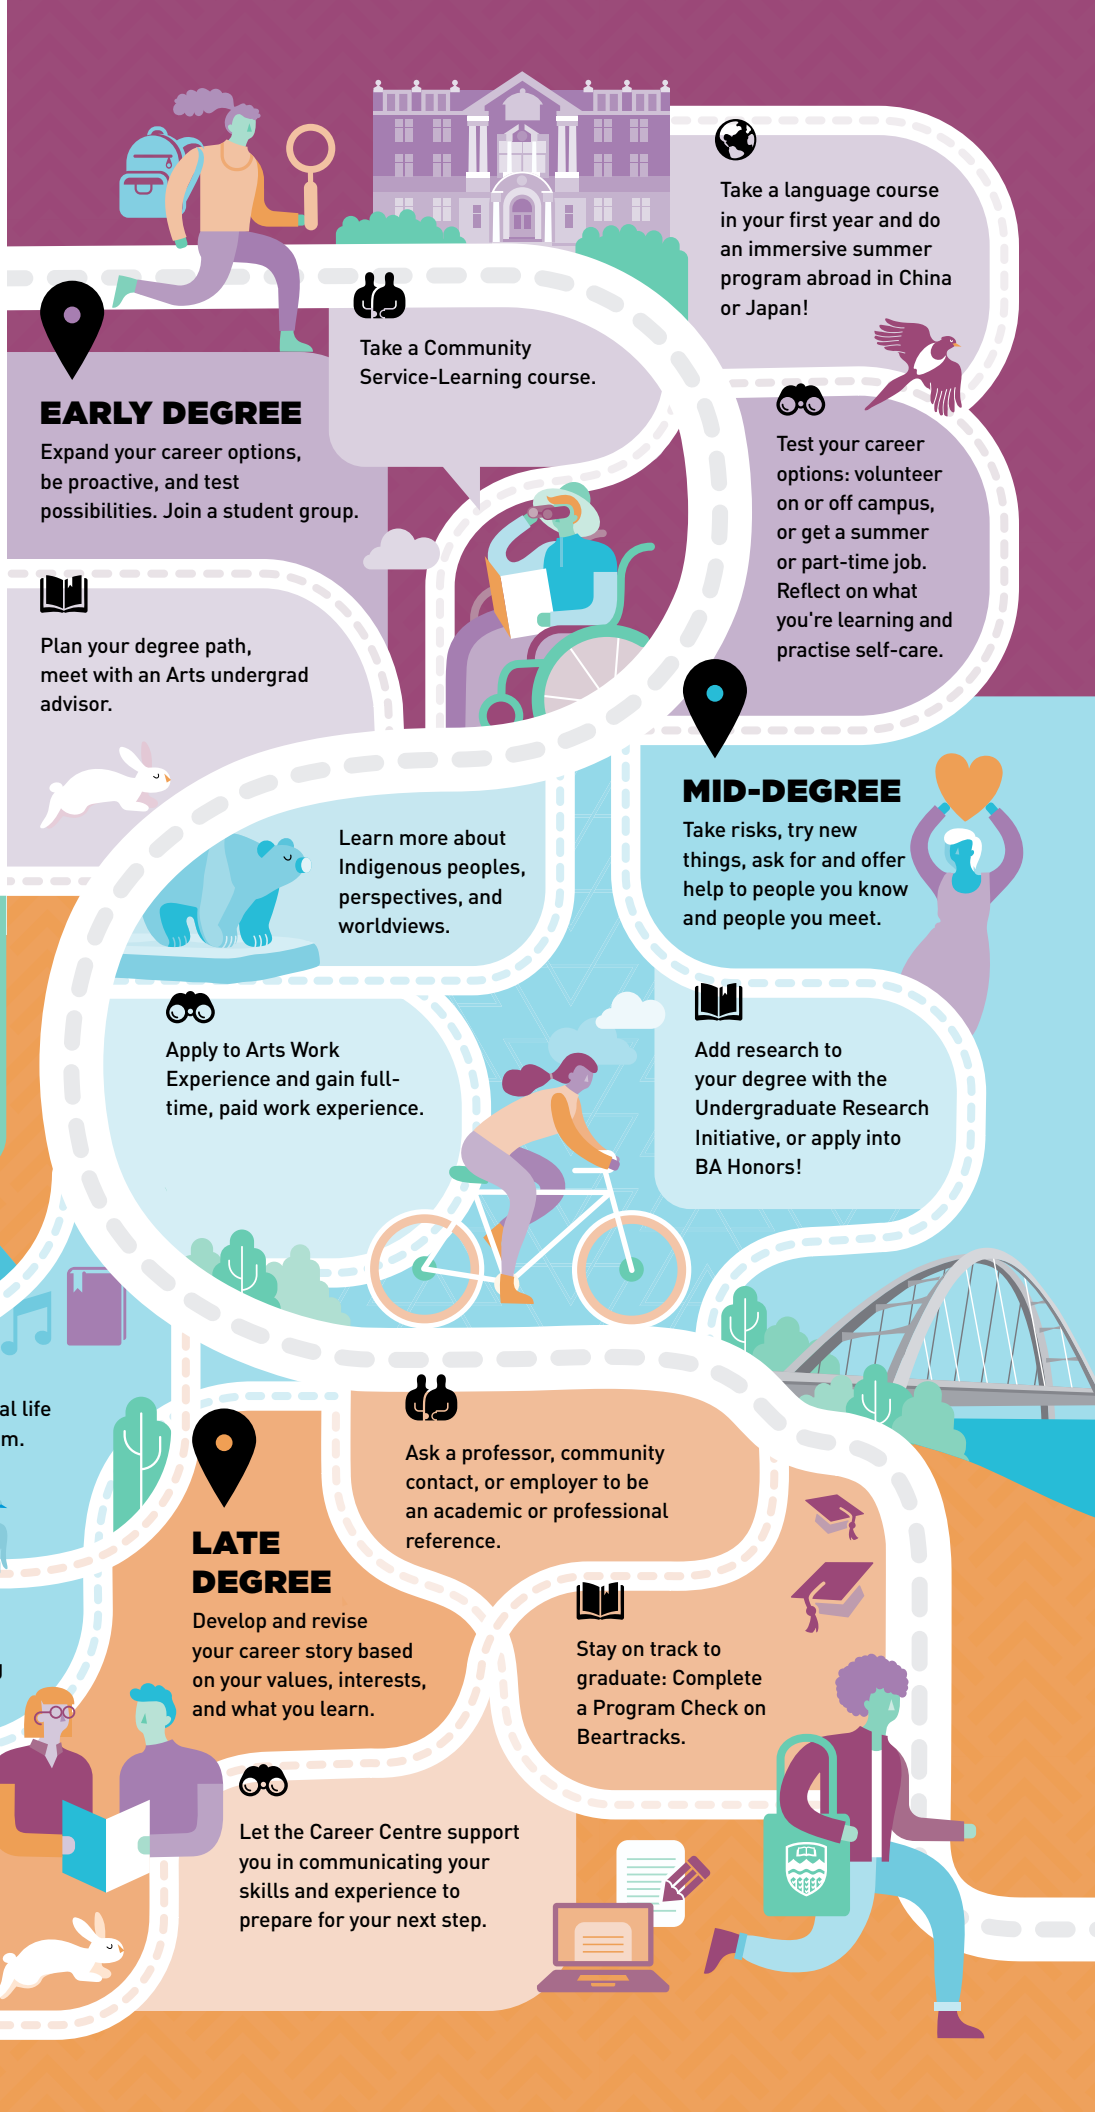 Take a language course
in your first year and do
an immersive summer
program abroad in China
or Japan!
Take a Community
Service-Learning course.
EARLY DEGREE
Expand your career options,
be proactive, and test
possibilities. Join a student group.
Test your career
options: volunteer
on or off campus,
or get a summer
or part-time job.
Reflect on what
you're learning and
practise self-care.
Plan your degree path,
meet with an Arts undergrad
advisor.
MID-DEGREE
Take risks, try new
things, ask for and offer
help to people you know
and people you meet.
Learn more about
Indigenous peoples,
perspectives, and
worldviews.
Apply to Arts Work
Experience and gain full-
time, paid work experience.
Add research to
your degree with the
Undergraduate Research
Initiative, or apply into
BA Honors!
al life
m.
Ask a professor, community
contact, or employer to be
an academic or professional
reference.
LATE
DEGREE
Develop and revise
your career story based
on your values, interests,
and what you learn.
Stay on track to
graduate: Complete
a Program Check on
Beartracks.
Let the Career Centre support
you in communicating your
skills and experience to
prepare for your next step.